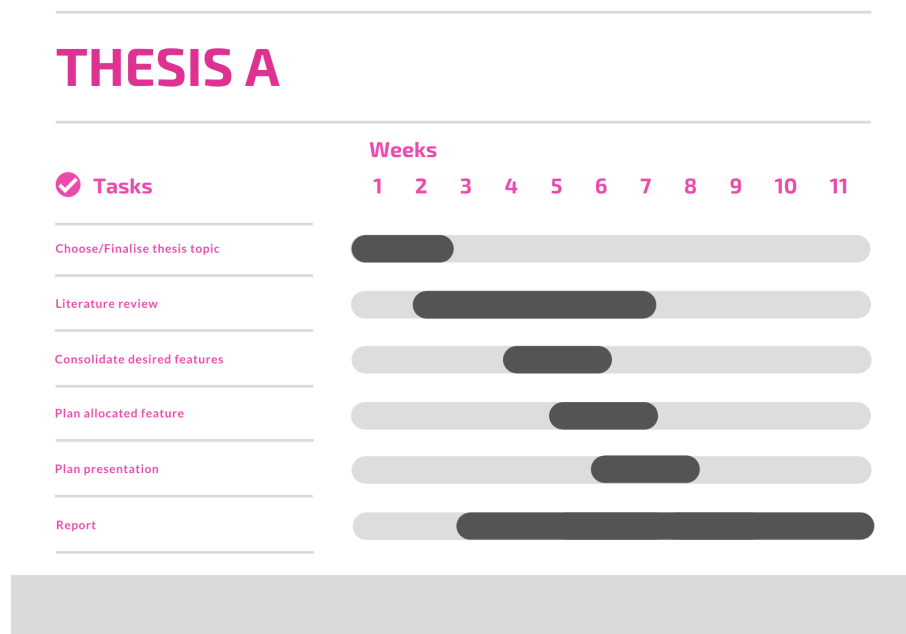 THESIS A
Weeks
Tasks 1 2 3 4 5 6 7 8 9 10 11
Choose/Finalise thesis topic
Literature review
Consolidate desired features
Plan allocated feature
Plan presentation
Report